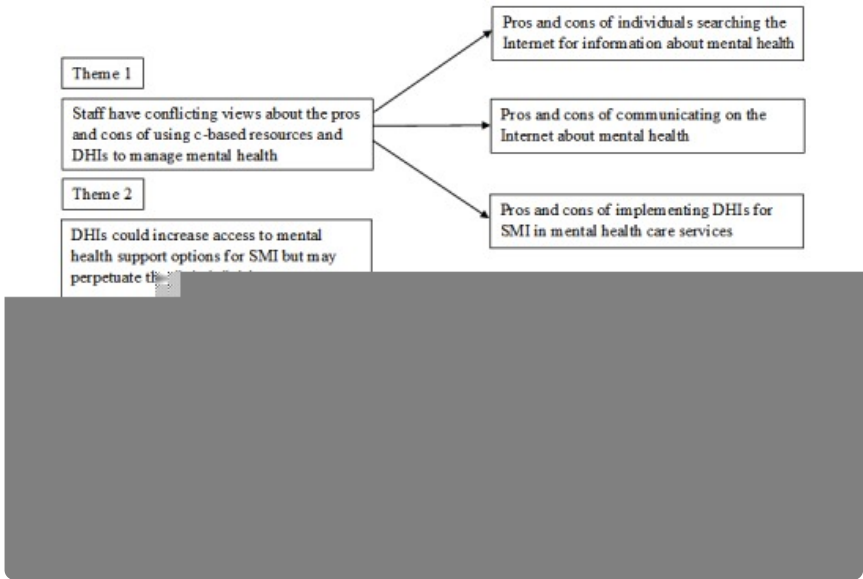 Theme 1
Staff have conflicting views about the pros
and cons of using c-based resources and
DHIs to manage mental health
Pros and cons of individuals searching the
Internet for information about mental health
Pros and cons of communicating on the
Internet about mental health
Pros and cons of implementing DHIs for
SMI in mental health care services
Theme 2
DHIs could increase access to mental
health support options for SMI but may
perpetuate